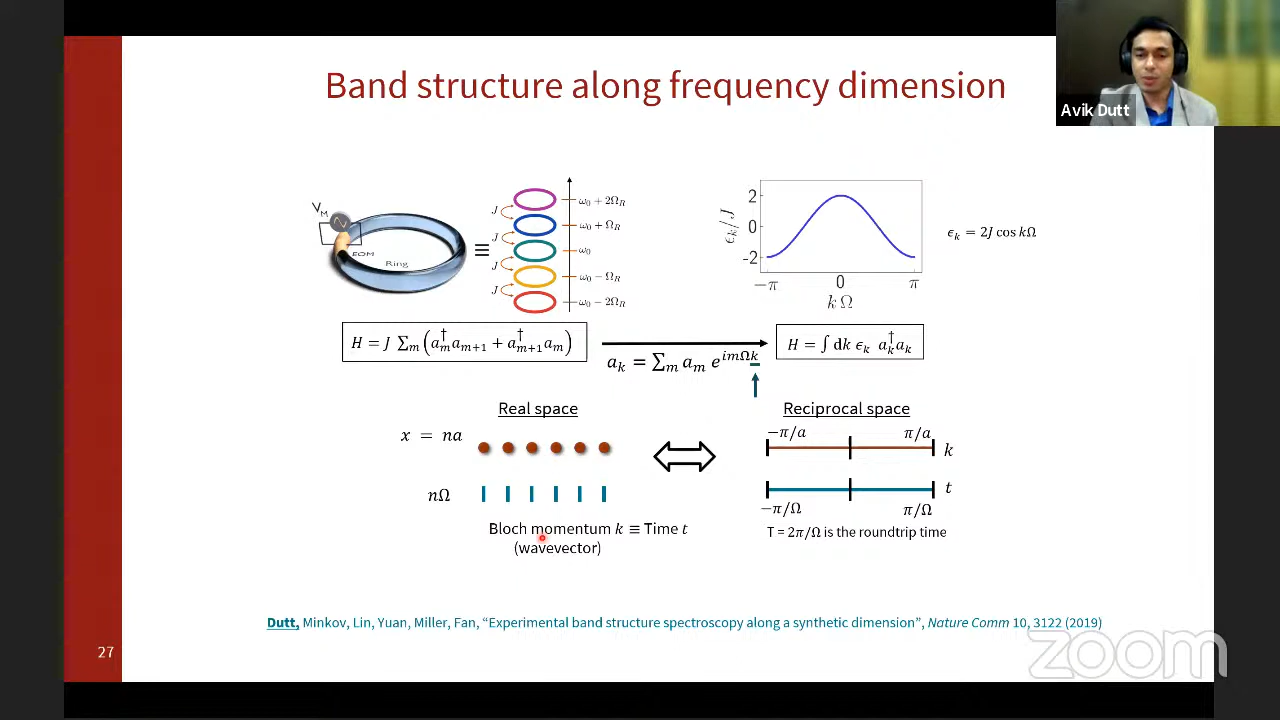 Band structure along frequency dimension
Avik Dutt
V_M
EOM
Ring
≡
J
J
J
J
ω₀ + 2Ω_R
ω₀ + Ω_R
ω₀
ω₀ − Ω_R
ω₀ − 2Ω_R
ϵ_k/J
2
0
-2
−π
0
π
k Ω
ϵ_k = 2J cos kΩ
H = J ∑_m (a_m^† a_{m+1} + a_{m+1}^† a_m)
a_k = ∑_m a_m e^{imΩk}
H = ∫ dk ϵ_k a_k^† a_k
Real space
Reciprocal space
x = na
−π/a
π/a
k
nΩ
t
−π/Ω
π/Ω
Bloch momentum k ≡ Time t
(wavevector)
T = 2π/Ω is the roundtrip time
Dutt, Minkov, Lin, Yuan, Miller, Fan, “Experimental band structure spectroscopy along a synthetic dimension”, Nature Comm 10, 3122 (2019)
27
zoom